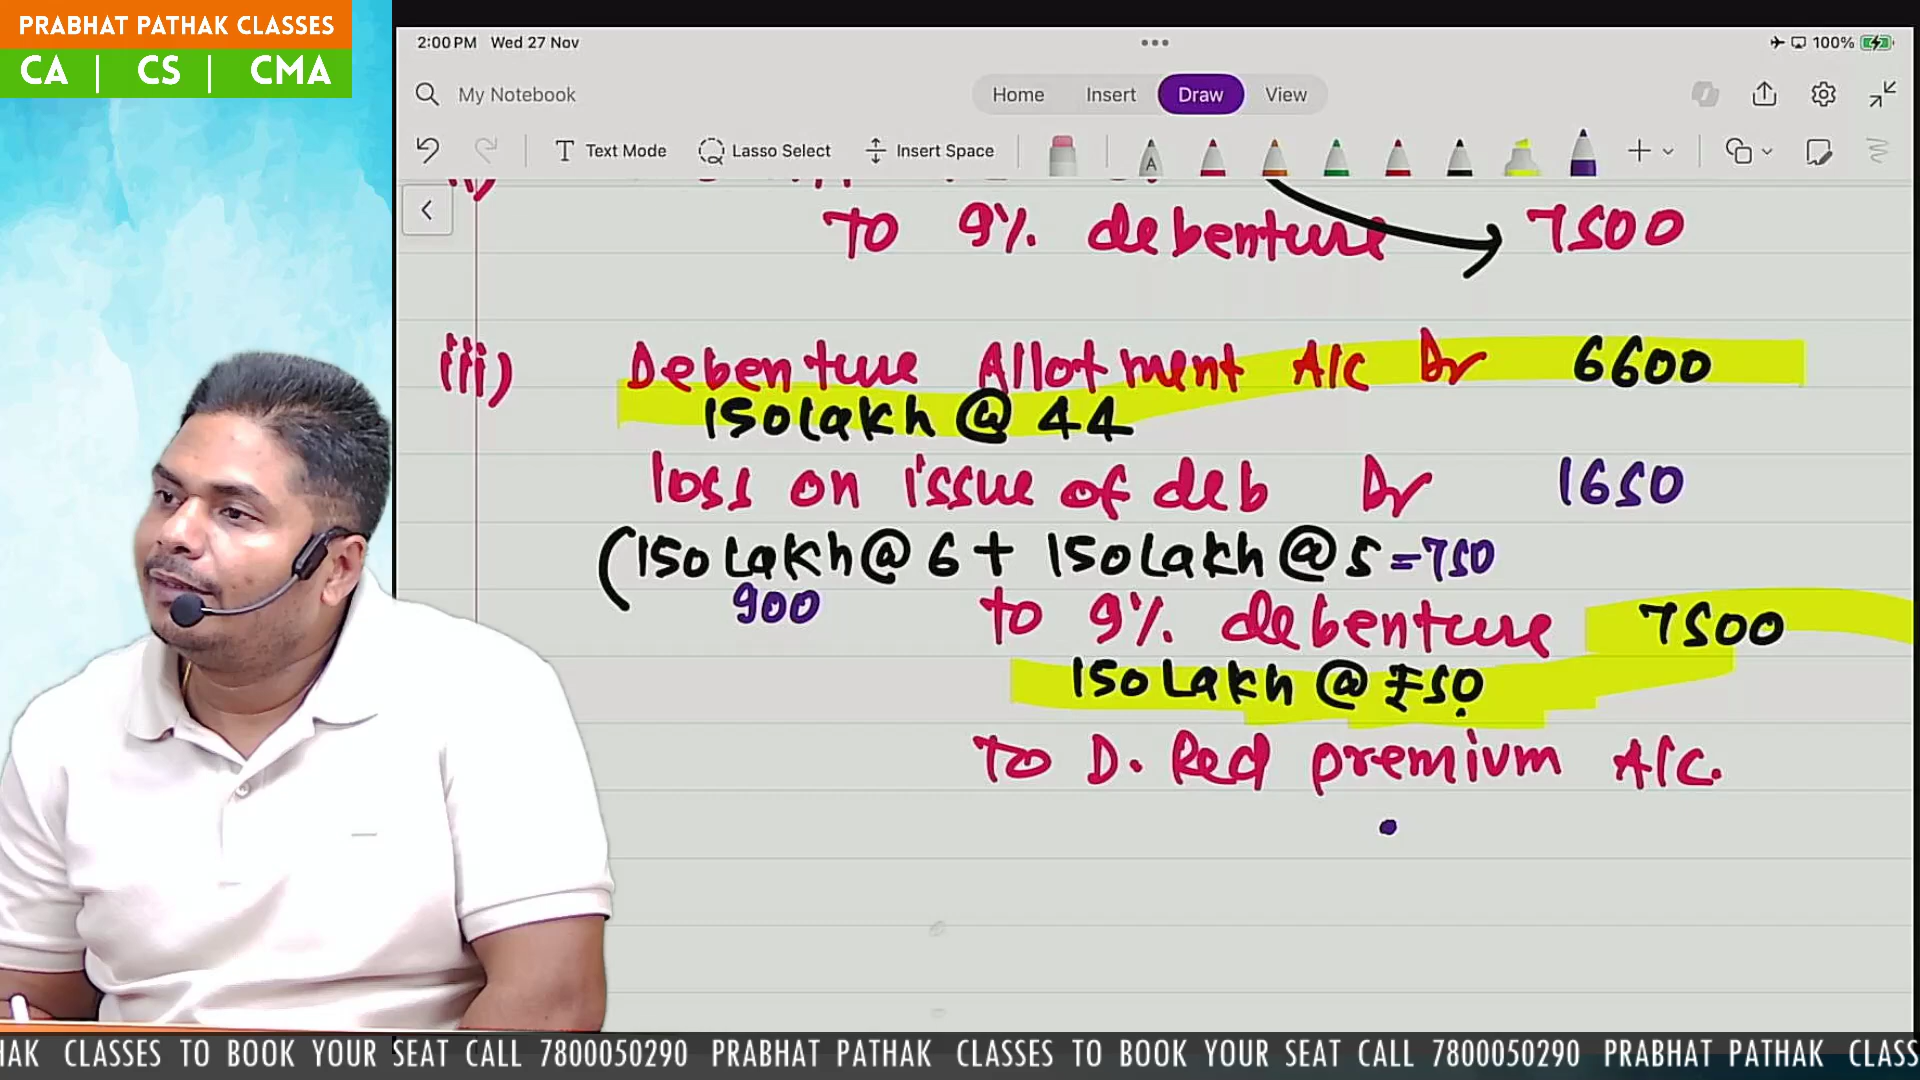 PRABHAT PATHAK CLASSES
CA | CS | CMA
2:00 PM Wed 27 Nov
100%
My Notebook
Home Insert Draw View
Text Mode Lasso Select Insert Space
To 9% debenture 7500
iii) Debenture Allotment A/c Dr 6600
150 lakh @ 44
loss on issue of deb Dr 1650
(150 Lakh @ 6 + 150 Lakh @ 5 = 750
900
to 9% debenture 7500
150 Lakh @ ₹50
To D. Red premium A/c.
HAK CLASSES TO BOOK YOUR SEAT CALL 7800050290 PRABHAT PATHAK CLASSES TO BOOK YOUR SEAT CALL 7800050290 PRABHAT PATHAK CLASS